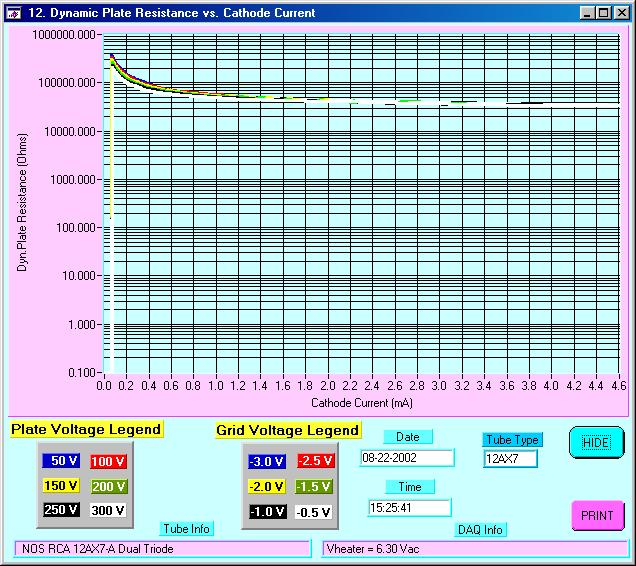 12. Dynamic Plate Resistance vs. Cathode Current
1000000.000
100000.000
10000.000
1000.000
100.000
10.000
1.000
0.100
Dyn.Plate Resistance (Ohms)
0.0 0.2 0.4 0.6 0.8 1.0 1.2 1.4 1.6 1.8 2.0 2.2 2.4 2.6 2.8 3.0 3.2 3.4 3.6 3.8 4.0 4.2 4.4 4.6
Cathode Current (mA)
Plate Voltage Legend
50 V 100 V
150 V 200 V
250 V 300 V
Grid Voltage Legend
-3.0 V -2.5 V
-2.0 V -1.5 V
-1.0 V -0.5 V
Date
08-22-2002
Time
15:25:41
Tube Type
12AX7
HIDE
PRINT
Tube Info
NOS RCA 12AX7-A Dual Triode
DAQ Info
Vheater = 6.30 Vac